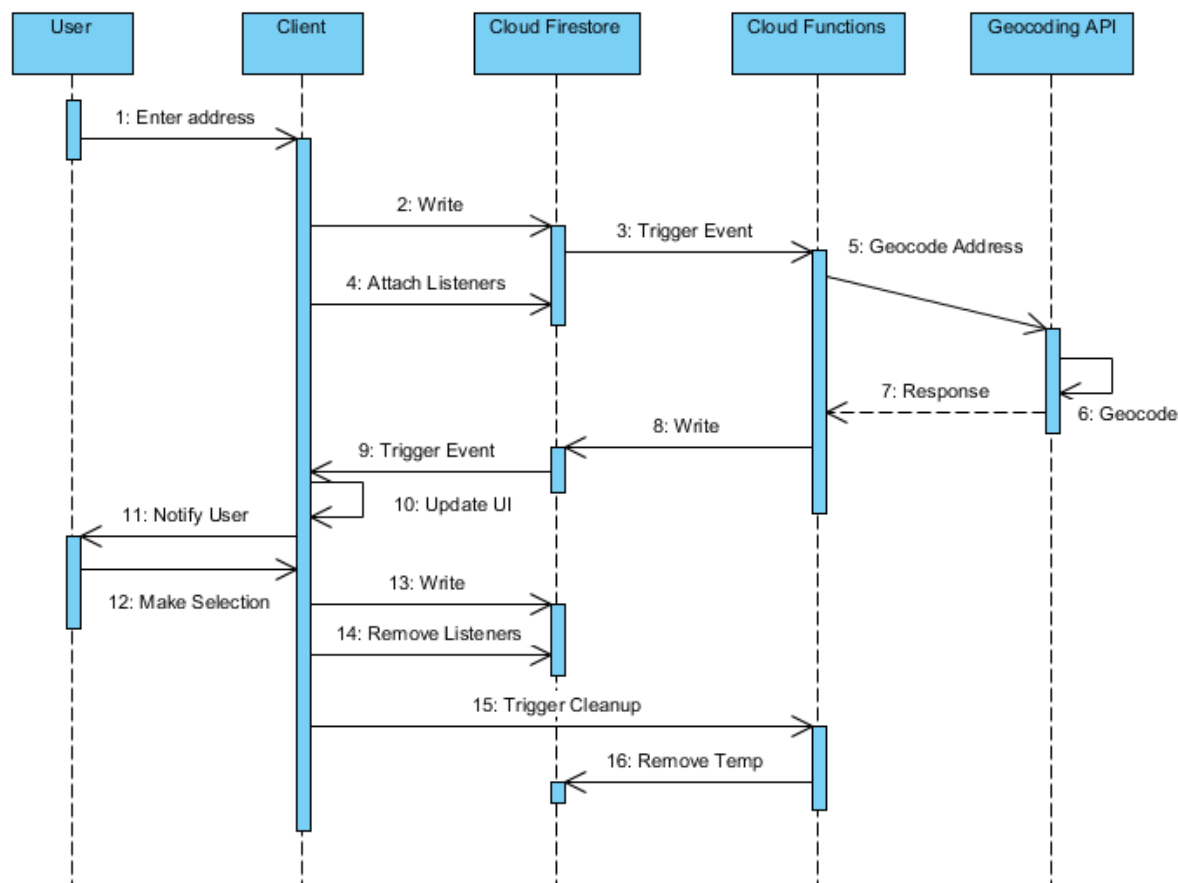 User
Client
Cloud Firestore
Cloud Functions
Geocoding API
1: Enter address
2: Write
3: Trigger Event
4: Attach Listeners
5: Geocode Address
6: Geocode
7: Response
8: Write
9: Trigger Event
10: Update UI
11: Notify User
12: Make Selection
13: Write
14: Remove Listeners
15: Trigger Cleanup
16: Remove Temp